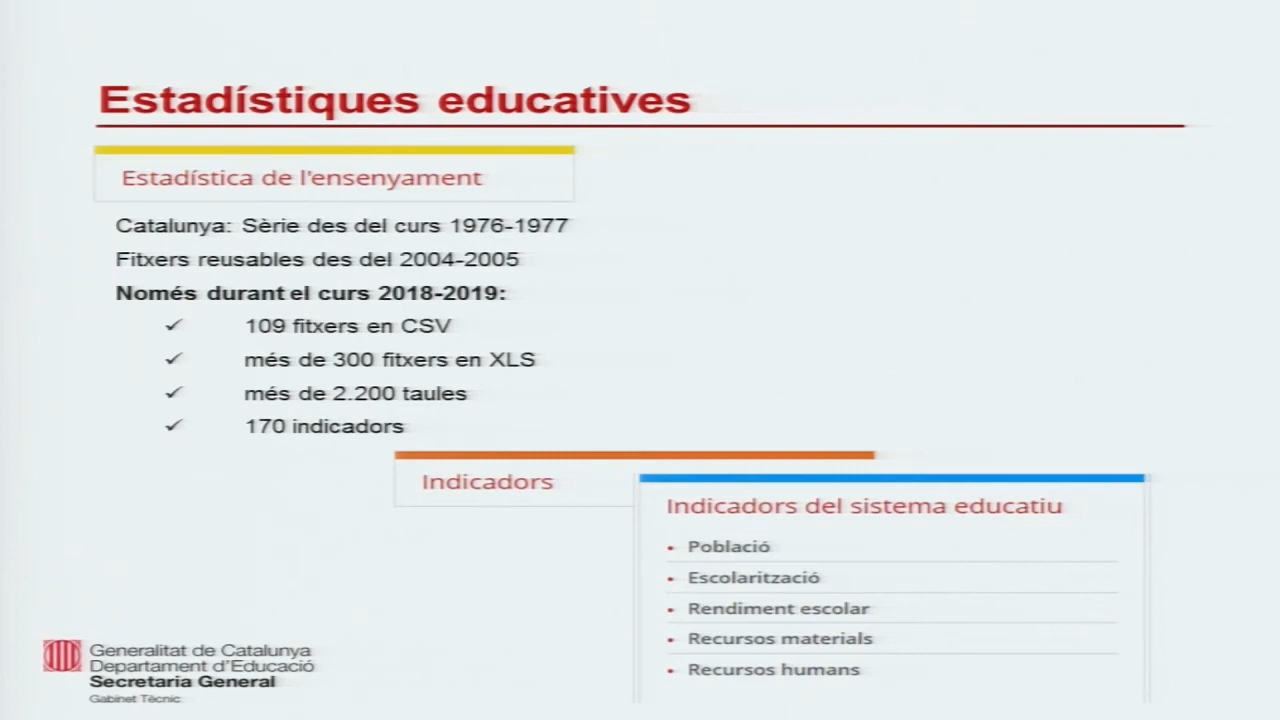 Estadístiques educatives
Estadística de l'ensenyament
Catalunya: Sèrie des del curs 1976-1977
Fitxers reusables des del 2004-2005
Només durant el curs 2018-2019:
✓ 109 fitxers en CSV
✓ més de 300 fitxers en XLS
✓ més de 2.200 taules
✓ 170 indicadors
Indicadors
Indicadors del sistema educatiu
• Població
• Escolarització
• Rendiment escolar
• Recursos materials
• Recursos humans
Generalitat de Catalunya
Departament d'Educació
Secretaria General
Gabinet Tècnic